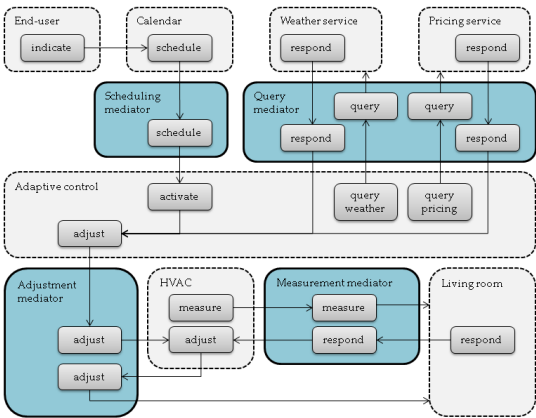 End-user
Calendar
Weather service
Pricing service
indicate
schedule
respond
respond
Scheduling
mediator
Query
mediator
query
query
schedule
respond
respond
Adaptive control
activate
query
weather
query
pricing
adjust
Adjustment
mediator
HVAC
Measurement mediator
Living room
measure
measure
adjust
adjust
respond
respond
adjust